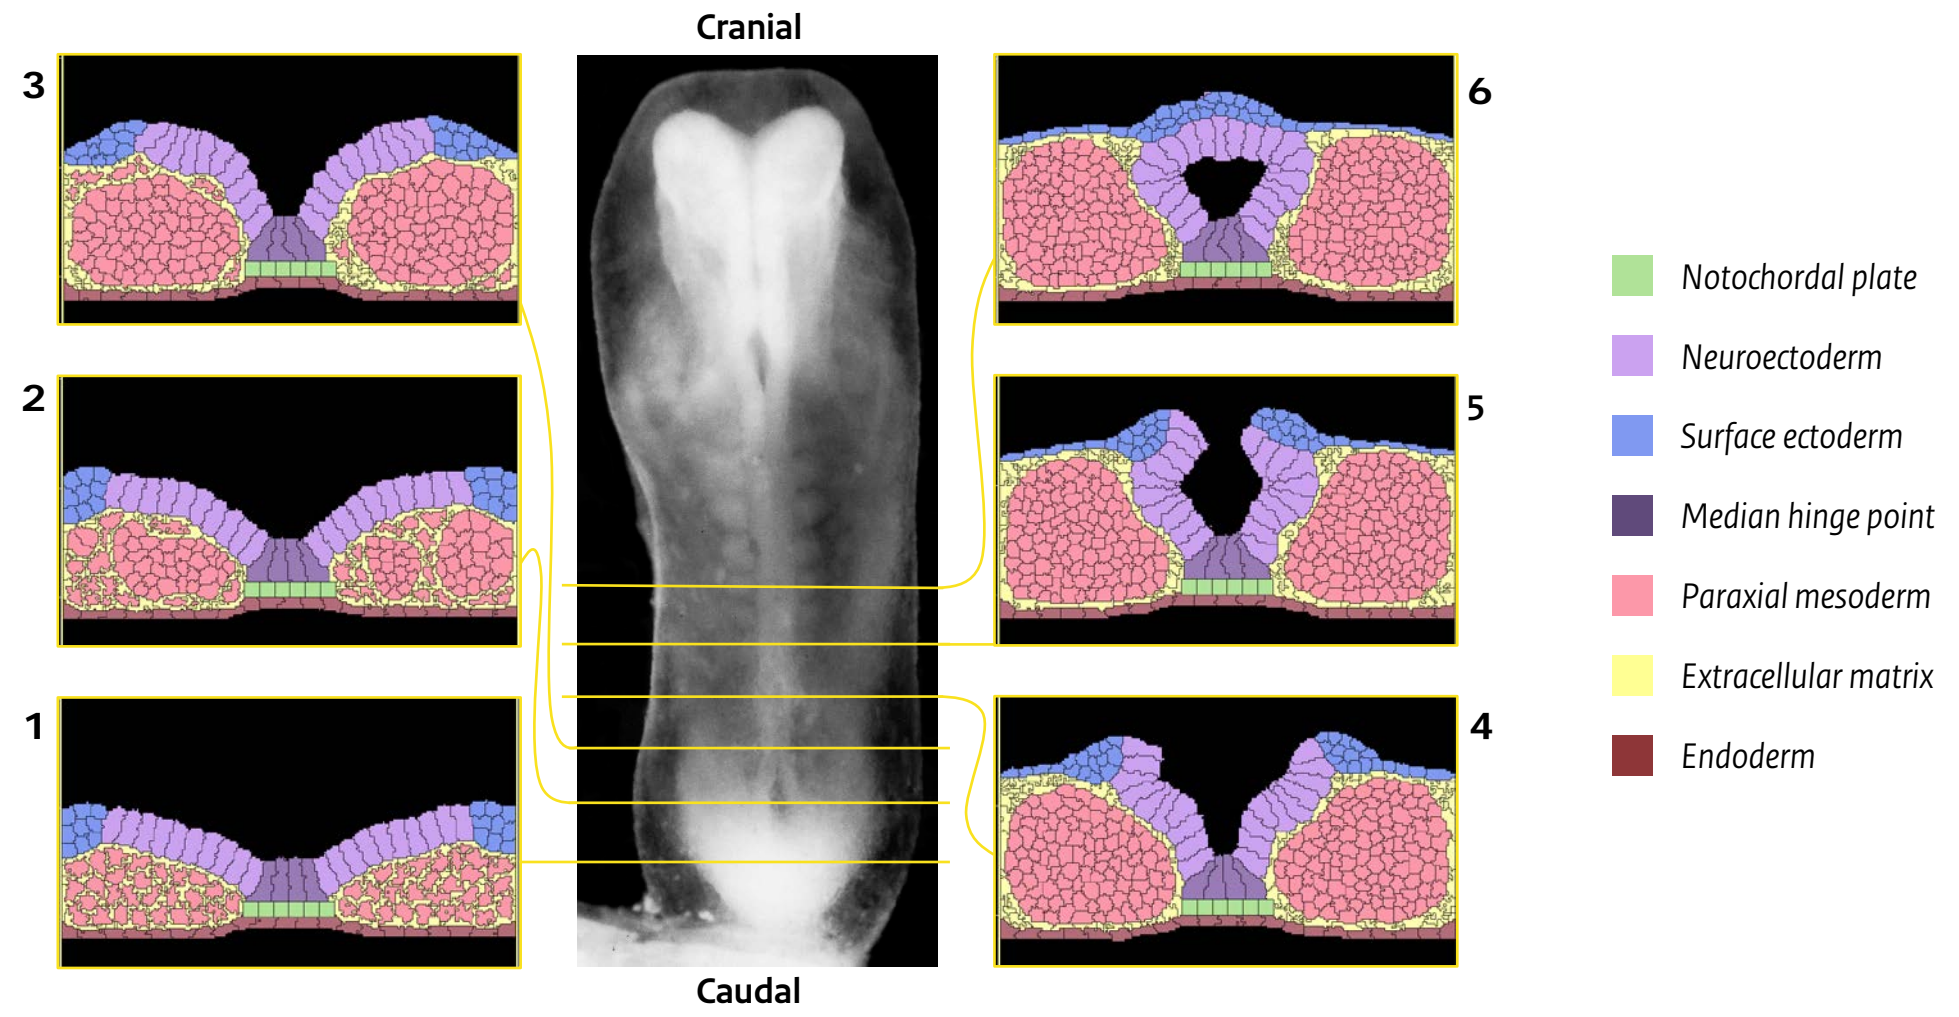 Cranial
3
2
1
6
5
4
Caudal
Notochordal plate
Neuroectoderm
Surface ectoderm
Median hinge point
Paraxial mesoderm
Extracellular matrix
Endoderm